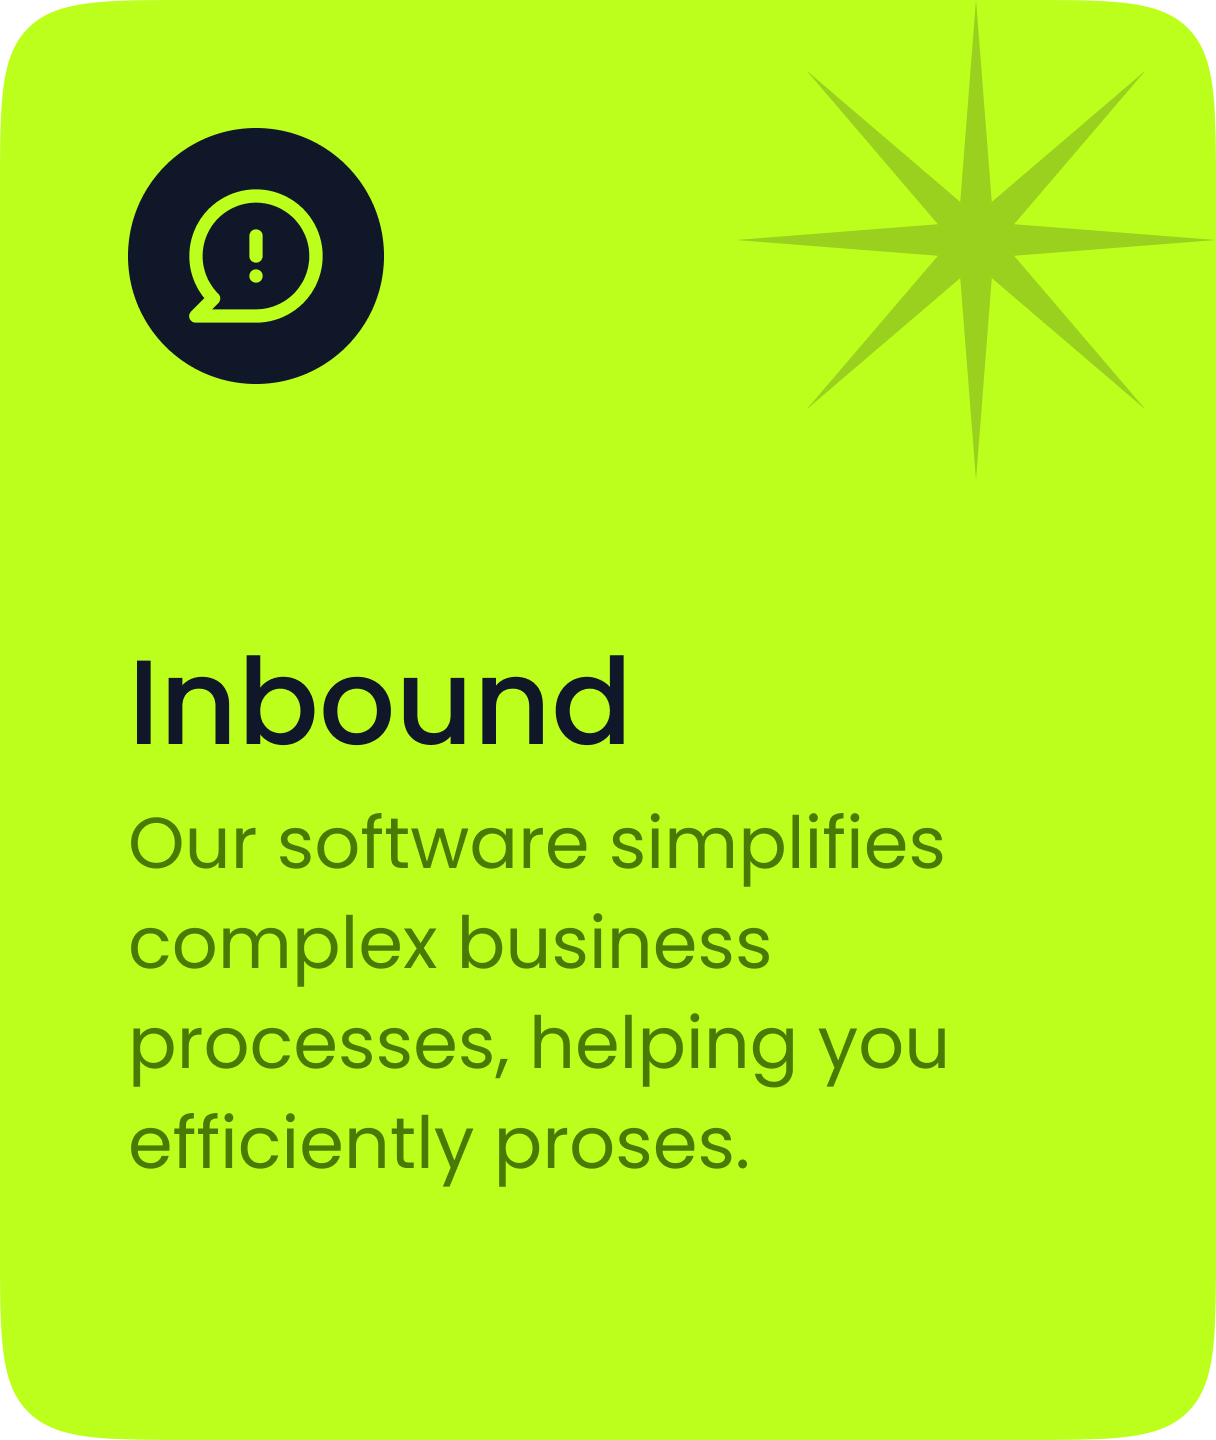 Inbound
Our software simplifies
complex business
processes, helping you
efficiently proses.